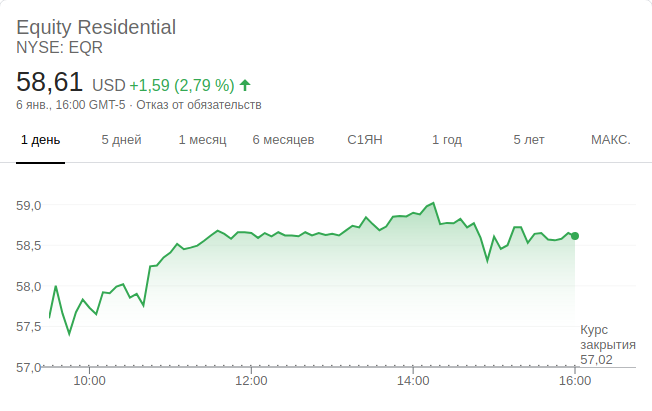 Equity Residential
NYSE: EQR
58,61 USD +1,59 (2,79 %)
6 янв., 16:00 GMT-5 · Отказ от обязательств
1 день 5 дней 1 месяц 6 месяцев С1ЯН 1 год 5 лет МАКС.
59,0
58,5
58,0
57,5
Курс
закрытия
57,02
57,0
10:00 12:00 14:00 16:00